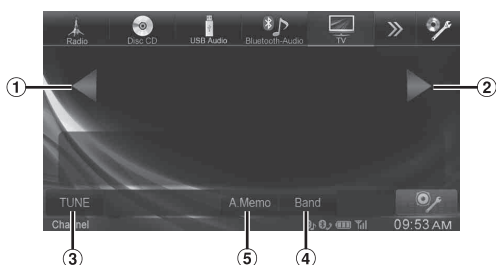 Radio Disc CD USB Audio Bluetooth-Audio TV
1 2
TUNE A.Memo Band
Channel 09:53 AM
3 5 4